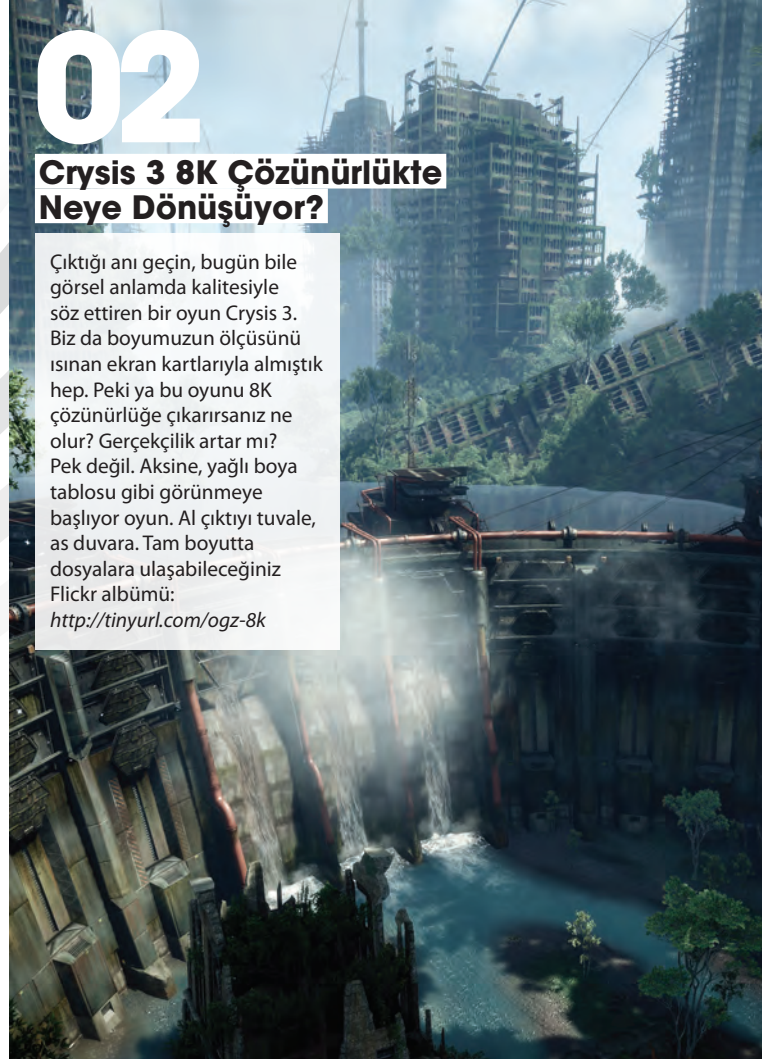 02
Crysis 3 8K Çözünürlükte
Neye Dönüşüyor?
Çıktığı anı geçin, bugün bile
görsel anlamda kalitesiyle
söz ettiren bir oyun Crysis 3.
Biz da boyumuzun ölçüsünü
ısınan ekran kartlarıyla almıştık
hep. Peki ya bu oyunu 8K
çözünürlüğe çıkarırsanız ne
olur? Gerçekçilik artar mı?
Pek değil. Aksine, yağlı boya
tablosu gibi görünmeye
başlıyor oyun. Al çıktıyı tuvale,
as duvara. Tam boyutta
dosyalara ulaşabileceğiniz
Flickr albümü:
http://tinyurl.com/ogz-8k